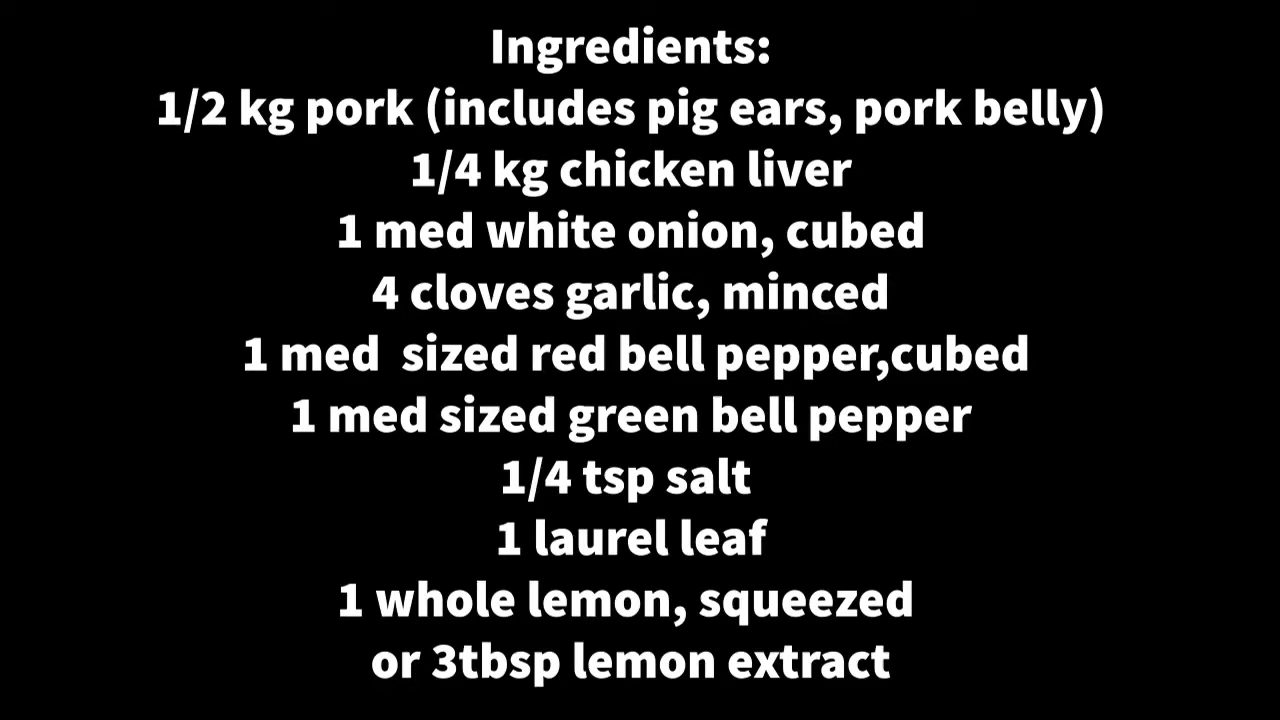 Ingredients:
1/2 kg pork (includes pig ears, pork belly)
1/4 kg chicken liver
1 med white onion, cubed
4 cloves garlic, minced
1 med  sized red bell pepper,cubed
1 med sized green bell pepper
1/4 tsp salt
1 laurel leaf
1 whole lemon, squeezed
or 3tbsp lemon extract